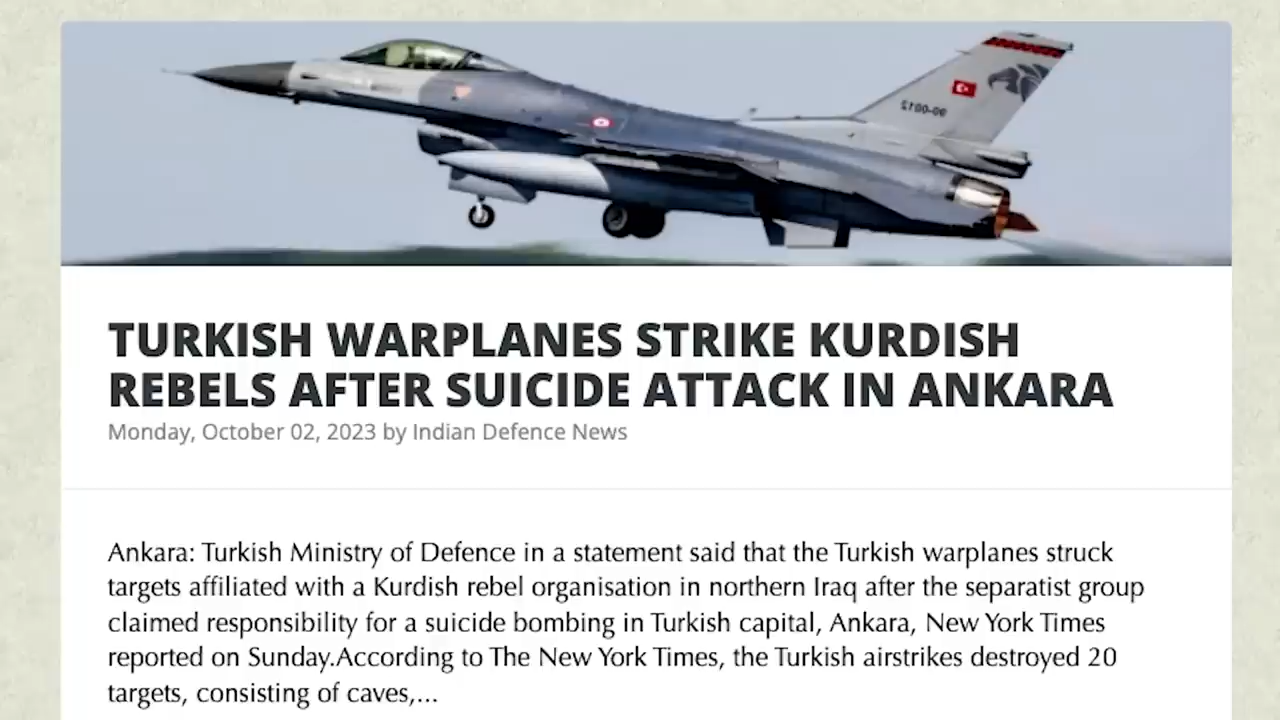 TURKISH WARPLANES STRIKE KURDISH
REBELS AFTER SUICIDE ATTACK IN ANKARA
Monday, October 02, 2023 by Indian Defence News
Ankara: Turkish Ministry of Defence in a statement said that the Turkish warplanes struck
targets affiliated with a Kurdish rebel organisation in northern Iraq after the separatist group
claimed responsibility for a suicide bombing in Turkish capital, Ankara, New York Times
reported on Sunday.According to The New York Times, the Turkish airstrikes destroyed 20
targets, consisting of caves,...